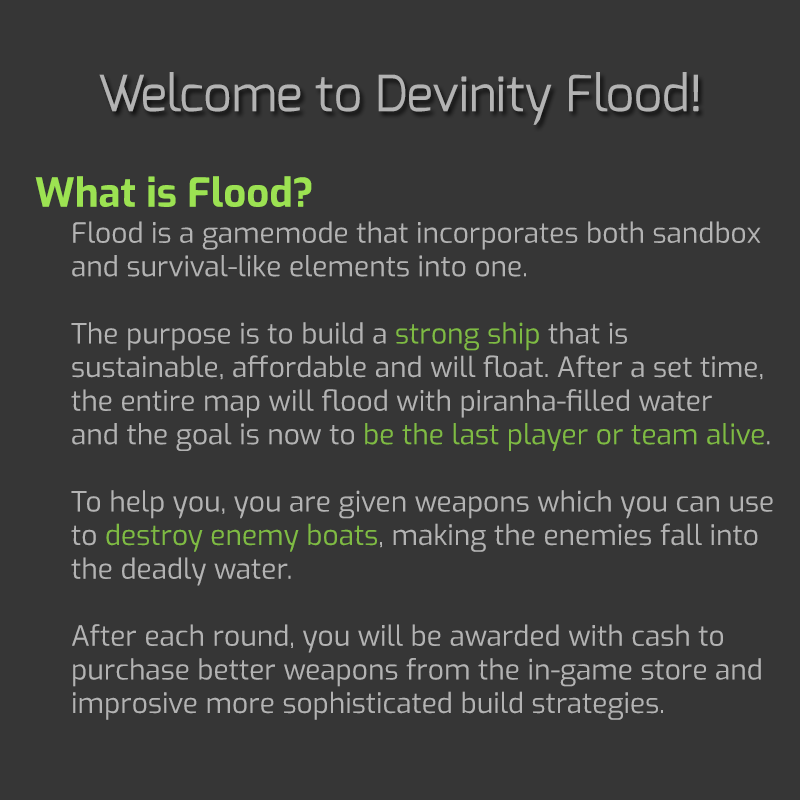 Welcome to Devinity Flood!
What is Flood?
Flood is a gamemode that incorporates both sandbox
and survival-like elements into one.
The purpose is to build a strong ship that is
sustainable, affordable and will float. After a set time,
the entire map will flood with piranha-filled water
and the goal is now to be the last player or team alive.
To help you, you are given weapons which you can use
to destroy enemy boats, making the enemies fall into
the deadly water.
After each round, you will be awarded with cash to
purchase better weapons from the in-game store and
improsive more sophisticated build strategies.